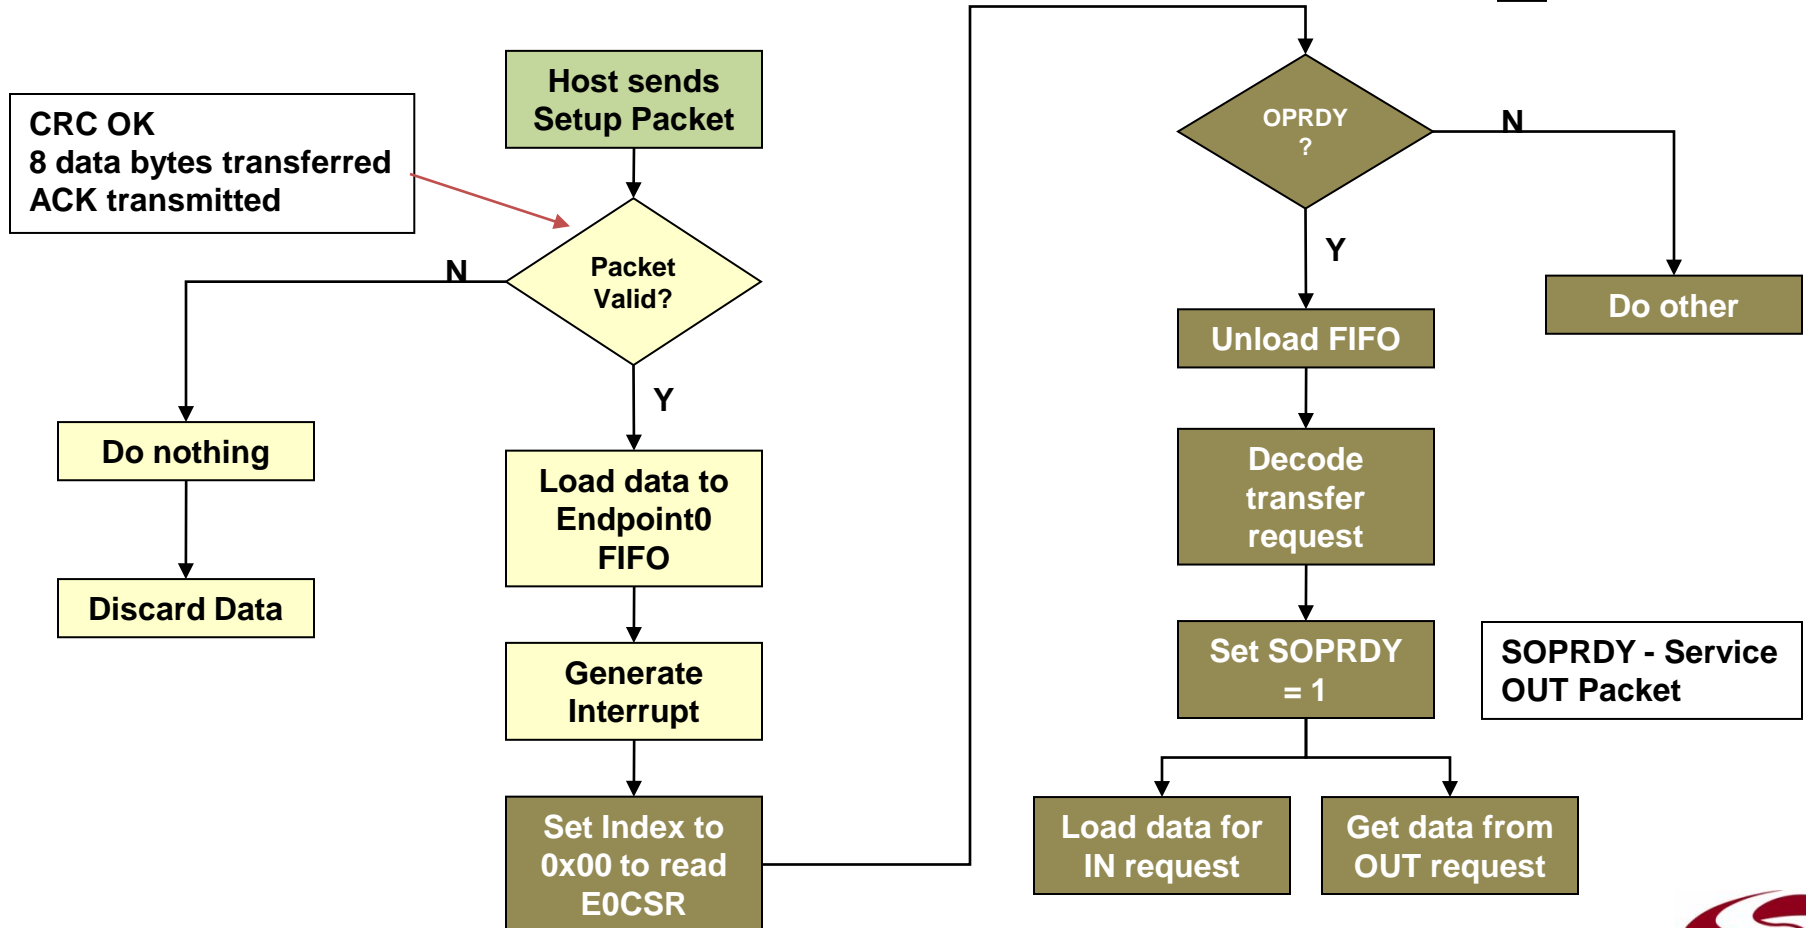 Host sends
Setup Packet
CRC OK
8 data bytes transferred
ACK transmitted
Packet
Valid?
N
Y
Do nothing
Discard Data
Load data to
Endpoint0
FIFO
Generate
Interrupt
Set Index to
0x00 to read
E0CSR
OPRDY
?
N
Y
Do other
Unload FIFO
Decode
transfer
request
Set SOPRDY
= 1
SOPRDY - Service
OUT Packet
Load data for
IN request
Get data from
OUT request